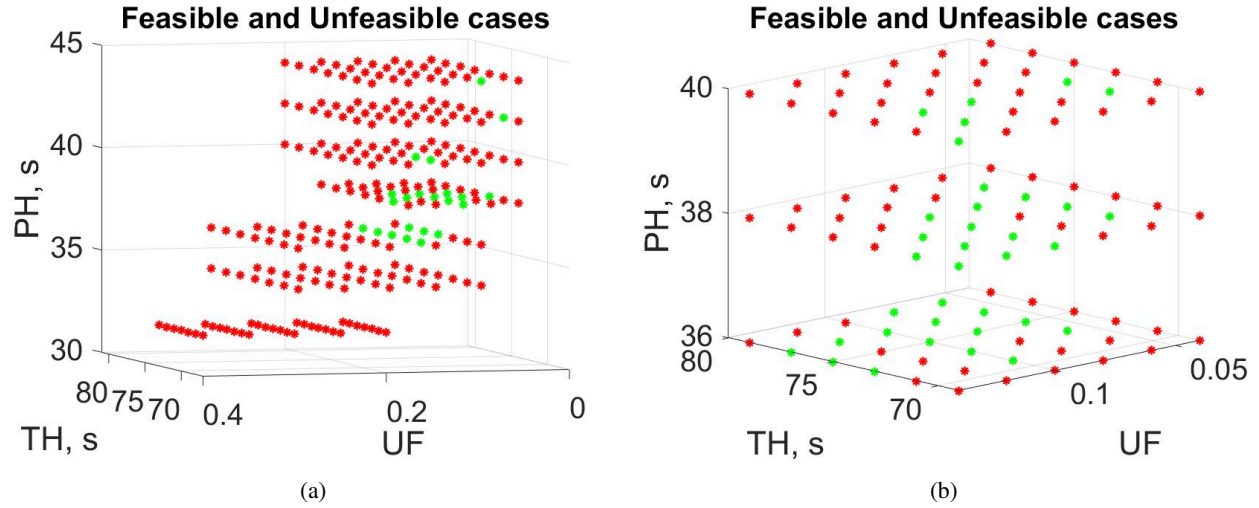 Feasible and Unfeasible cases
45
40
35
30
PH, s
80 75 70
TH, s
0.4
0.2
0
UF
(a)
Feasible and Unfeasible cases
40
38
36
PH, s
80
75
70
TH, s
0.1
0.05
UF
(b)